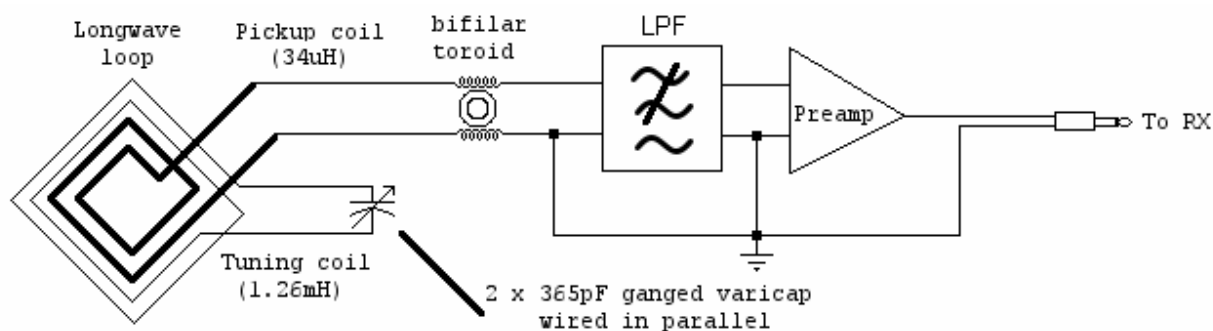 Longwave
loop
Pickup coil
(34uH)
bifilar
toroid
LPF
Preamp
To RX
Tuning coil
(1.26mH)
2 x 365pF ganged varicap
wired in parallel